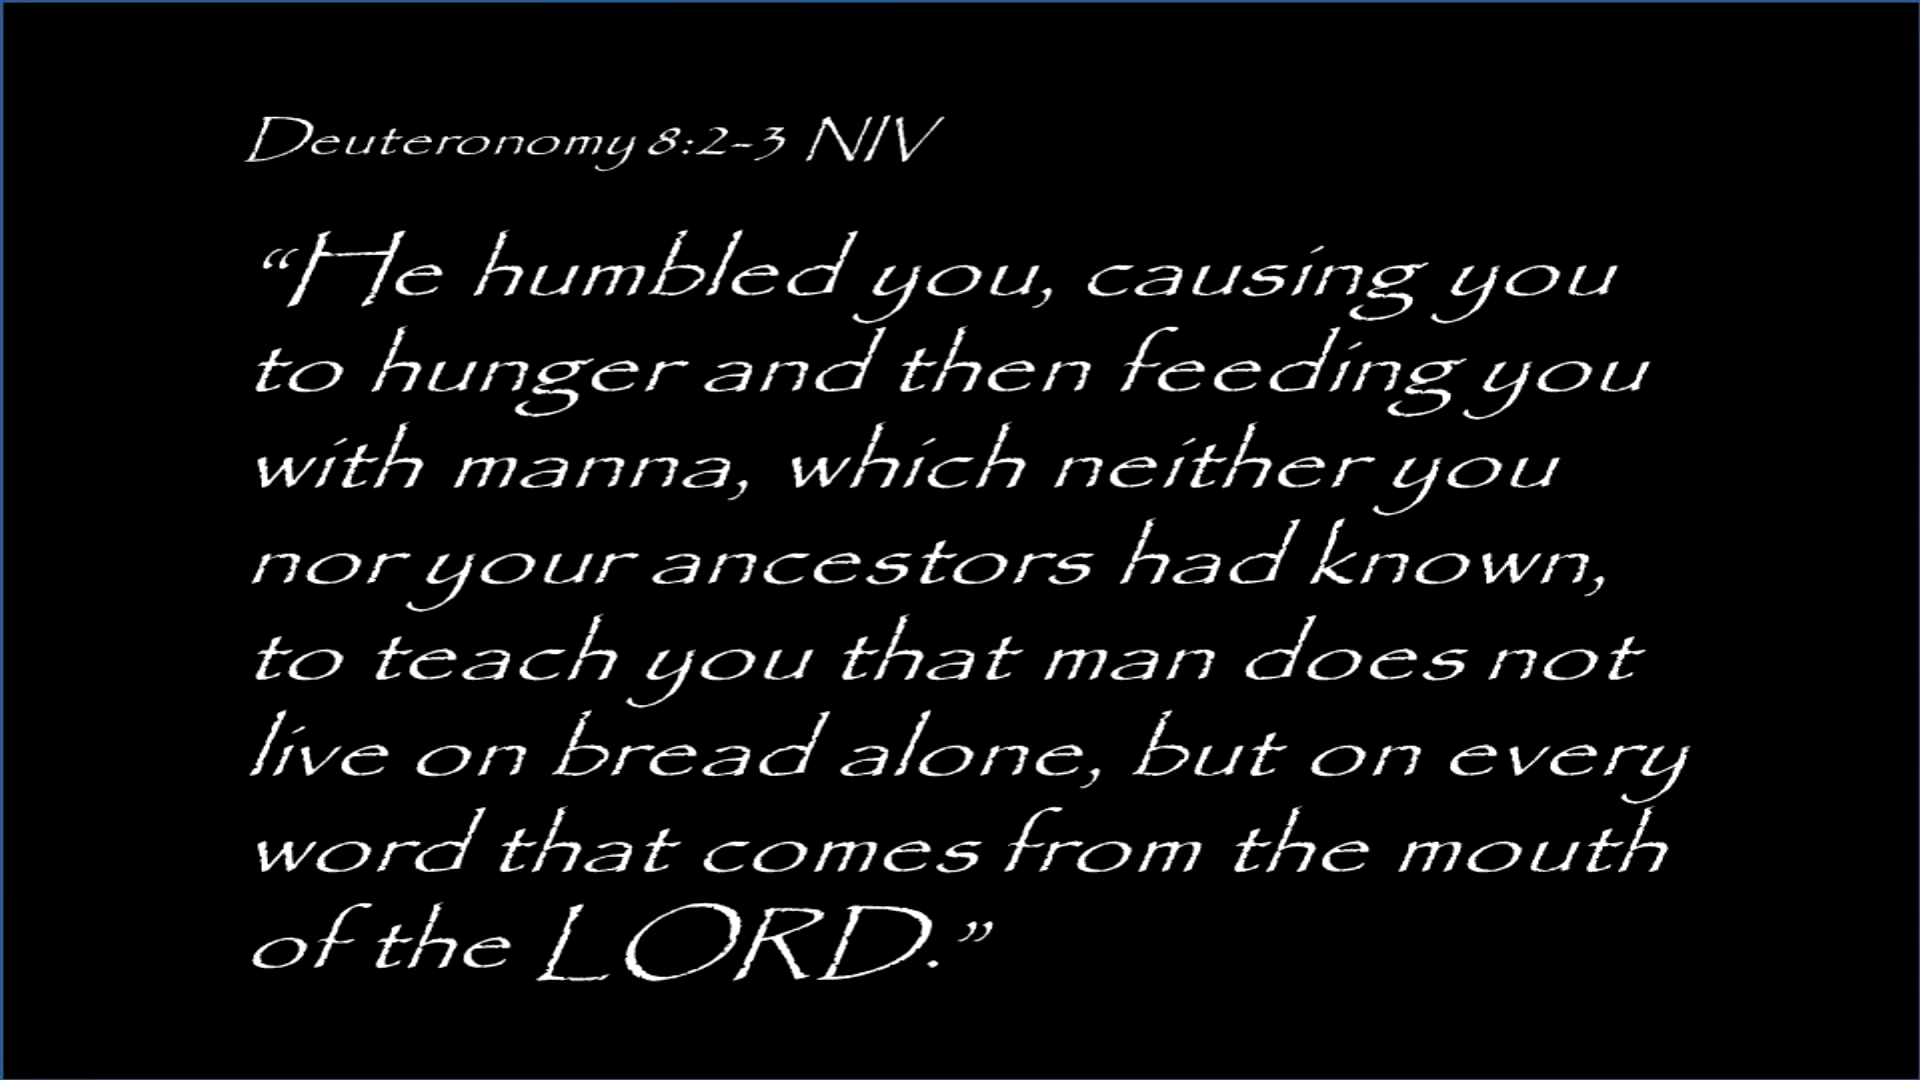 Deuteronomy 8:2-3 NIV
“He humbled you, causing you
to hunger and then feeding you
with manna, which neither you
nor your ancestors had known,
to teach you that man does not
live on bread alone, but on every
word that comes from the mouth
of the LORD.”